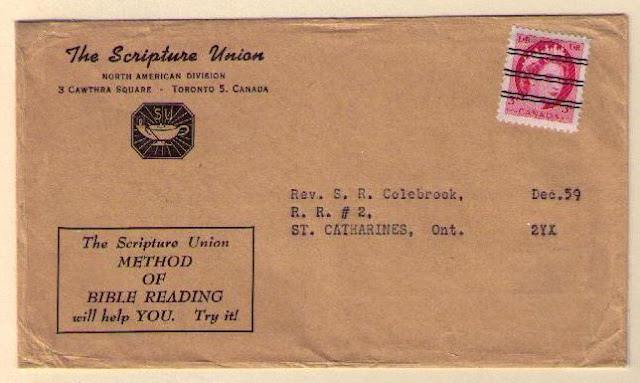 The Scripture Union
NORTH AMERICAN DIVISION
3 CAWTHRA SQUARE - TORONTO 5, CANADA
SU
CANADA
Rev. S. R. Colebrook, Dec.59
R. R. # 2,
ST. CATHARINES, Ont. 2YX
The Scripture Union
METHOD
OF
BIBLE READING
will help YOU. Try it!